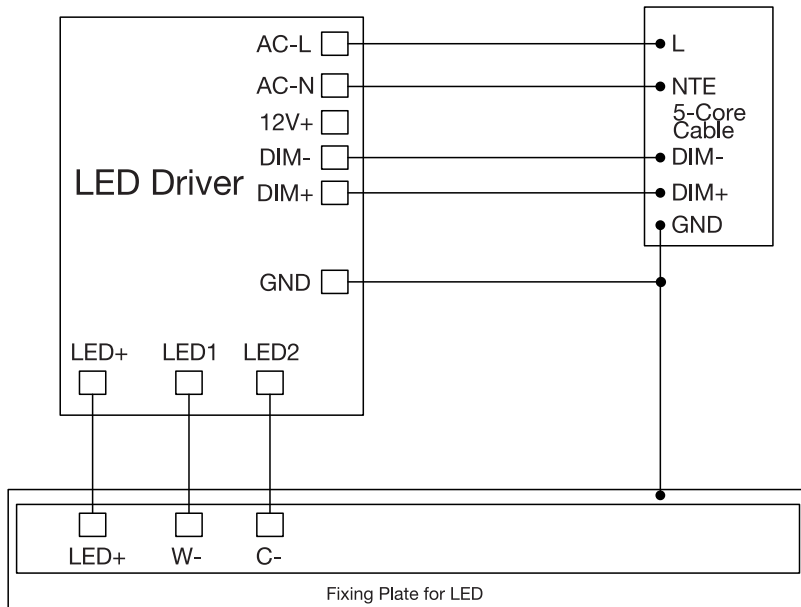 AC-L
L
AC-N
NTE
12V+
5-Core
Cable
DIM-
DIM-
LED Driver
DIM+
DIM+
GND
GND
LED+
LED1
LED2
LED+
W-
C-
Fixing Plate for LED